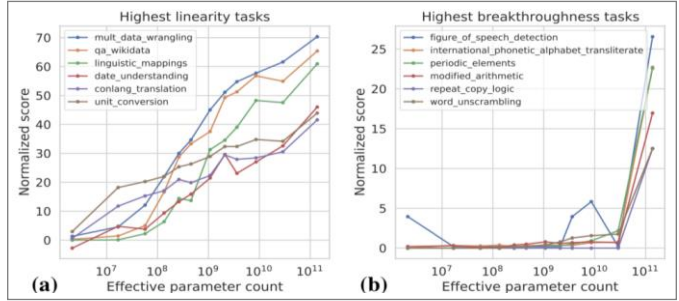 Highest linearity tasks
mult_data_wrangling
qa_wikidata
linguistic_mappings
date_understanding
conlang_translation
unit_conversion
Normalized score
70
60
50
40
30
20
10
0
10⁷
10⁸
10⁹
10¹⁰
10¹¹
Effective parameter count
(a)
Highest breakthroughness tasks
figure_of_speech_detection
international_phonetic_alphabet_transliterate
periodic_elements
modified_arithmetic
repeat_copy_logic
word_unscrambling
Normalized score
25
20
15
10
5
0
10⁷
10⁸
10⁹
10¹⁰
10¹¹
Effective parameter count
(b)